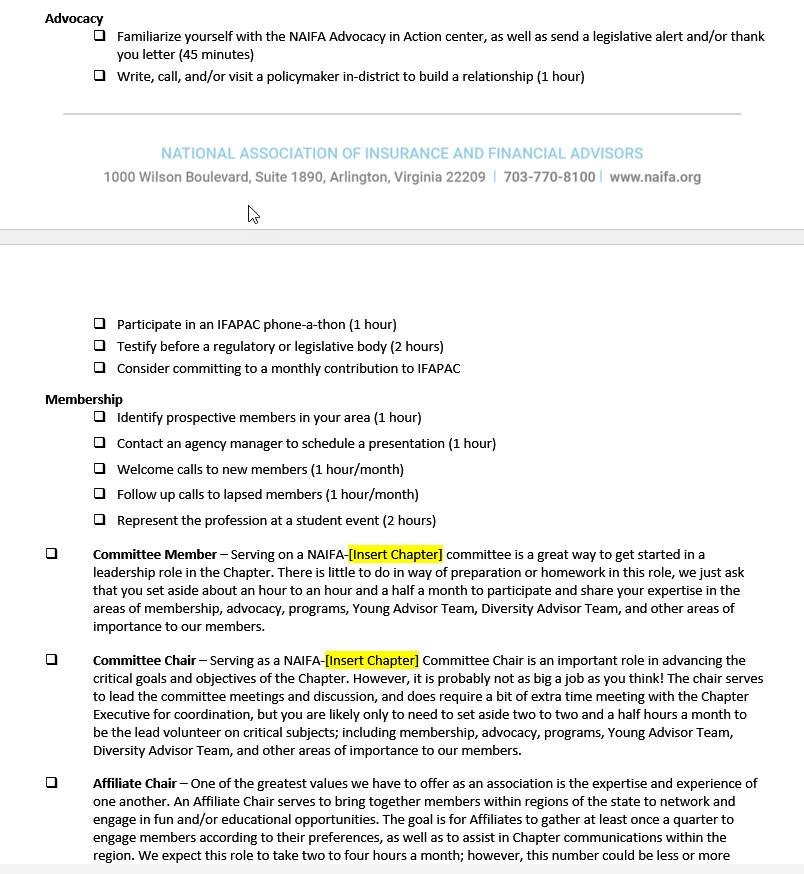 Advocacy
❑ Familiarize yourself with the NAIFA Advocacy in Action center, as well as send a legislative alert and/or thank
you letter (45 minutes)
❑ Write, call, and/or visit a policymaker in-district to build a relationship (1 hour)
NATIONAL ASSOCIATION OF INSURANCE AND FINANCIAL ADVISORS
1000 Wilson Boulevard, Suite 1890, Arlington, Virginia 22209 | 703-770-8100 | www.naifa.org
❑ Participate in an IFAPAC phone-a-thon (1 hour)
❑ Testify before a regulatory or legislative body (2 hours)
❑ Consider committing to a monthly contribution to IFAPAC
Membership
❑ Identify prospective members in your area (1 hour)
❑ Contact an agency manager to schedule a presentation (1 hour)
❑ Welcome calls to new members (1 hour/month)
❑ Follow up calls to lapsed members (1 hour/month)
❑ Represent the profession at a student event (2 hours)
❑ Committee Member – Serving on a NAIFA-[Insert Chapter] committee is a great way to get started in a
leadership role in the Chapter. There is little to do in way of preparation or homework in this role, we just ask
that you set aside about an hour to an hour and a half a month to participate and share your expertise in the
areas of membership, advocacy, programs, Young Advisor Team, Diversity Advisor Team, and other areas of
importance to our members.
❑ Committee Chair – Serving as a NAIFA-[Insert Chapter] Committee Chair is an important role in advancing the
critical goals and objectives of the Chapter. However, it is probably not as big a job as you think! The chair serves
to lead the committee meetings and discussion, and does require a bit of extra time meeting with the Chapter
Executive for coordination, but you are likely only to need to set aside two to two and a half hours a month to
be the lead volunteer on critical subjects; including membership, advocacy, programs, Young Advisor Team,
Diversity Advisor Team, and other areas of importance to our members.
❑ Affiliate Chair – One of the greatest values we have to offer as an association is the expertise and experience of
one another. An Affiliate Chair serves to bring together members within regions of the state to network and
engage in fun and/or educational opportunities. The goal is for Affiliates to gather at least once a quarter to
engage members according to their preferences, as well as to assist in Chapter communications within the
region. We expect this role to take two to four hours a month; however, this number could be less or more